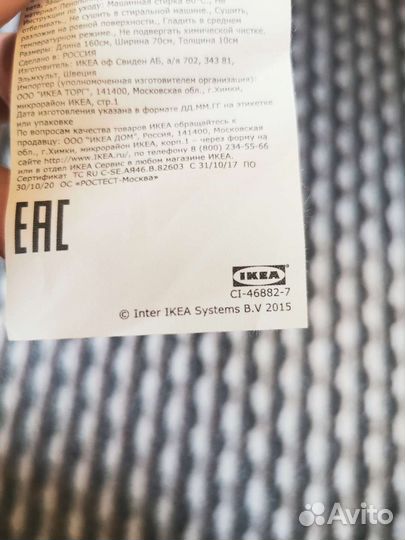 Машинная стирка 60°С., Не
отбеливать., Не сушить в стиральной машине., Сушить,
разложив на ровной поверхности., Гладить в среднем
температурном режиме., Не подвергать химической чистке.
Размеры: Длина 160см, Ширина 70см, Толщина 10см
Сделано в: РОССИЯ
Изготовитель: ИКЕА оф Свиден АБ, а/я 702, 343 81,
Эльмхульт, Швеция
Импортер (уполномоченная изготовителем организация):
ООО "ИКЕА ТОРГ", 141400, Московская обл., г.Химки,
микрорайон ИКЕА, стр.1
Дата изготовления указана в формате ДД.ММ.ГГ на этикетке
или упаковке
По вопросам качества товаров ИКЕА обращайтесь к
продавцу: ООО "ИКЕА ДОМ", Россия, 141400, Московская
обл., г.Химки, микрорайон ИКЕА, корп.1 – через форму на
сайте http://www.IKEA.ru/, по телефону 8 (800) 234-55-66
или в отдел ИКЕА Сервис в любом магазине ИКЕА.
Сертификат ТС RU C-SE.АЯ46.В.82603 С 31/10/17 ПО
30/10/20 ОС «РОСТЕСТ-Москва»
EAC
IKEA
CI-46882-7
© Inter IKEA Systems B.V 2015
Avito